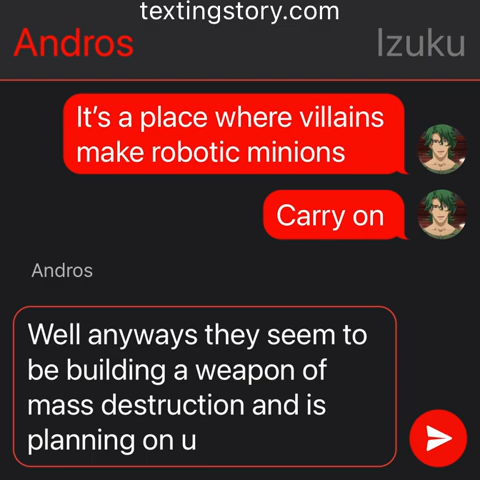 textingstory.com
Andros
Izuku
It's a place where villains
make robotic minions
Carry on
Andros
Well anyways they seem to
be building a weapon of
mass destruction and is
planning on u